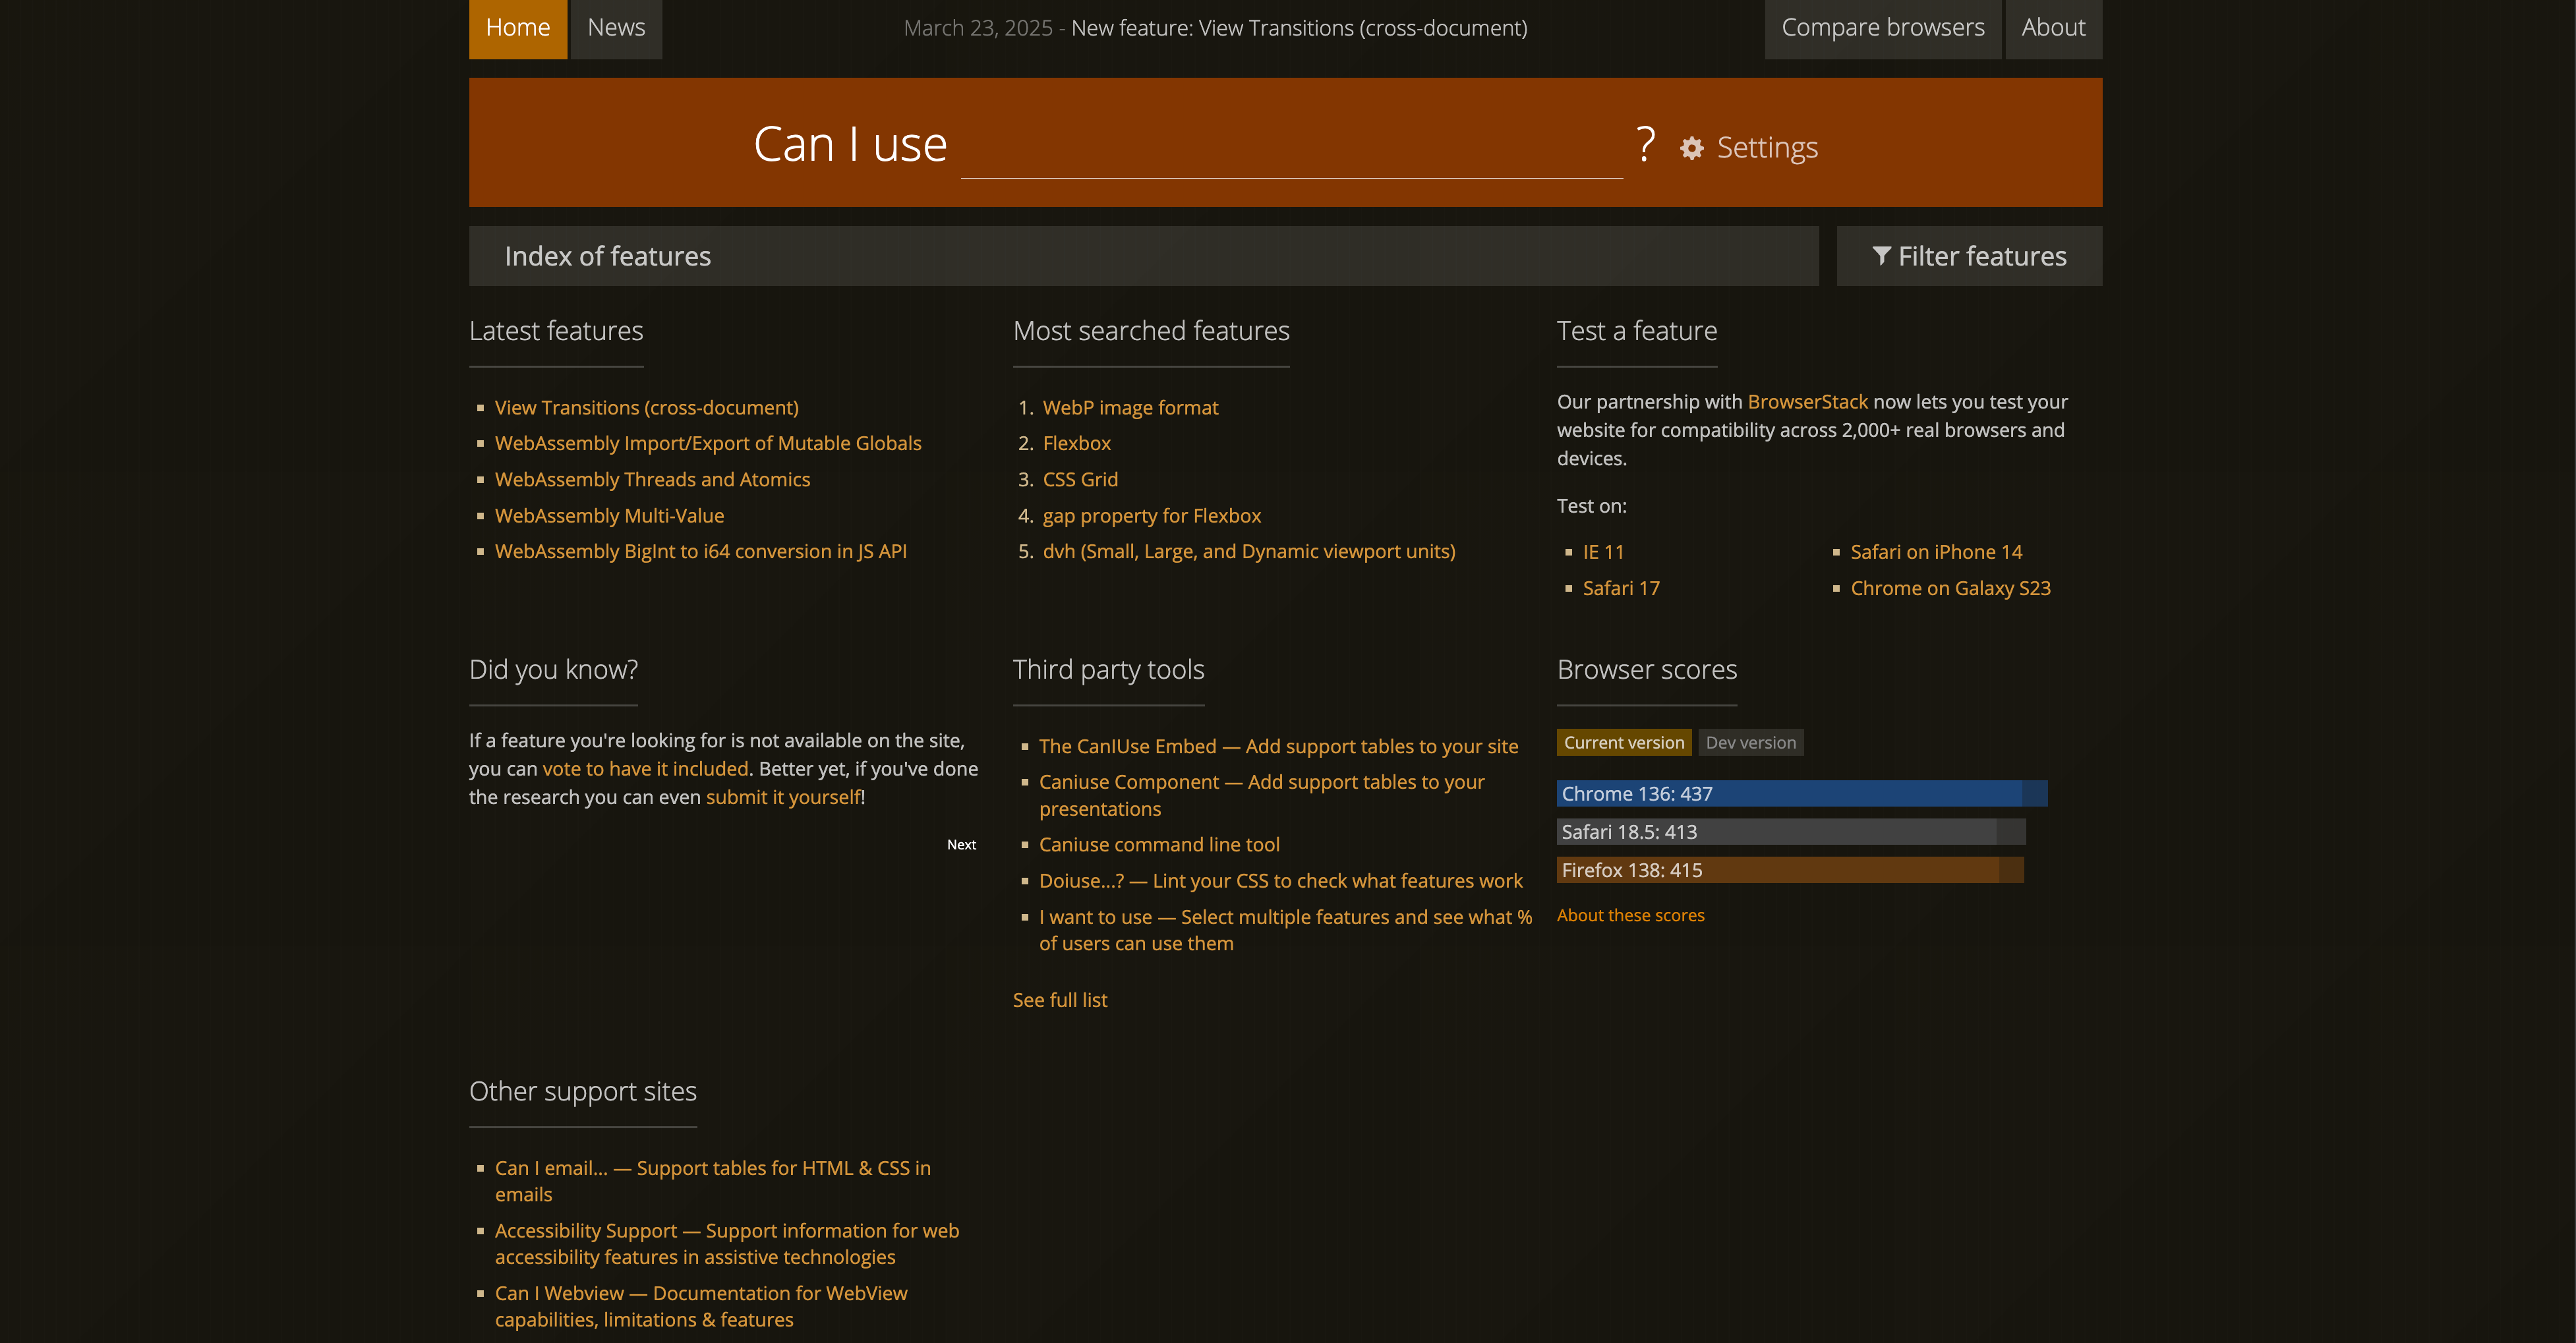 Home
News
March 23, 2025 - New feature: View Transitions (cross-document)
Compare browsers
About
Can I use ?
Settings
Index of features
Filter features
Latest features
View Transitions (cross-document)
WebAssembly Import/Export of Mutable Globals
WebAssembly Threads and Atomics
WebAssembly Multi-Value
WebAssembly BigInt to i64 conversion in JS API
Most searched features
1. WebP image format
2. Flexbox
3. CSS Grid
4. gap property for Flexbox
5. dvh (Small, Large, and Dynamic viewport units)
Test a feature
Our partnership with BrowserStack now lets you test your
website for compatibility across 2,000+ real browsers and
devices.
Test on:
IE 11
Safari 17
Safari on iPhone 14
Chrome on Galaxy S23
Did you know?
If a feature you're looking for is not available on the site,
you can vote to have it included. Better yet, if you've done
the research you can even submit it yourself!
Next
Third party tools
The CanIUse Embed — Add support tables to your site
Caniuse Component — Add support tables to your
presentations
Caniuse command line tool
Doiuse...? — Lint your CSS to check what features work
I want to use — Select multiple features and see what %
of users can use them
See full list
Browser scores
Current version
Dev version
Chrome 136: 437
Safari 18.5: 413
Firefox 138: 415
About these scores
Other support sites
Can I email... — Support tables for HTML & CSS in
emails
Accessibility Support — Support information for web
accessibility features in assistive technologies
Can I Webview — Documentation for WebView
capabilities, limitations & features